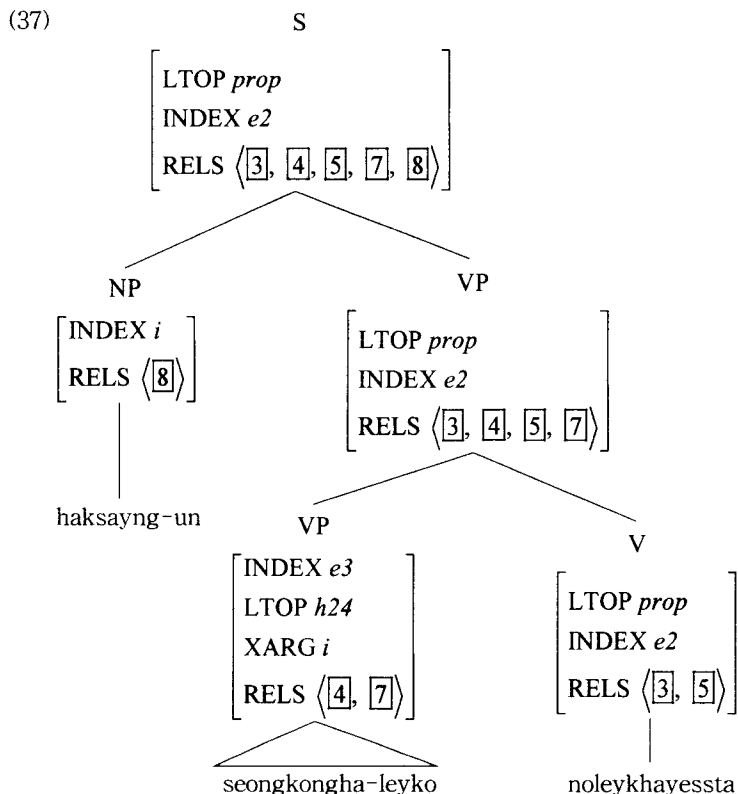 (37) S
[LTOP prop
INDEX e2
RELS ⟨[3], [4], [5], [7], [8]⟩]
NP VP
[INDEX i
RELS ⟨[8]⟩]
[LTOP prop
INDEX e2
RELS ⟨[3], [4], [5], [7]⟩]
haksayng-un
VP V
[INDEX e3
LTOP h24
XARG i
RELS ⟨[4], [7]⟩]
[LTOP prop
INDEX e2
RELS ⟨[3], [5]⟩]
seongkongha-leyko noleykhayessta